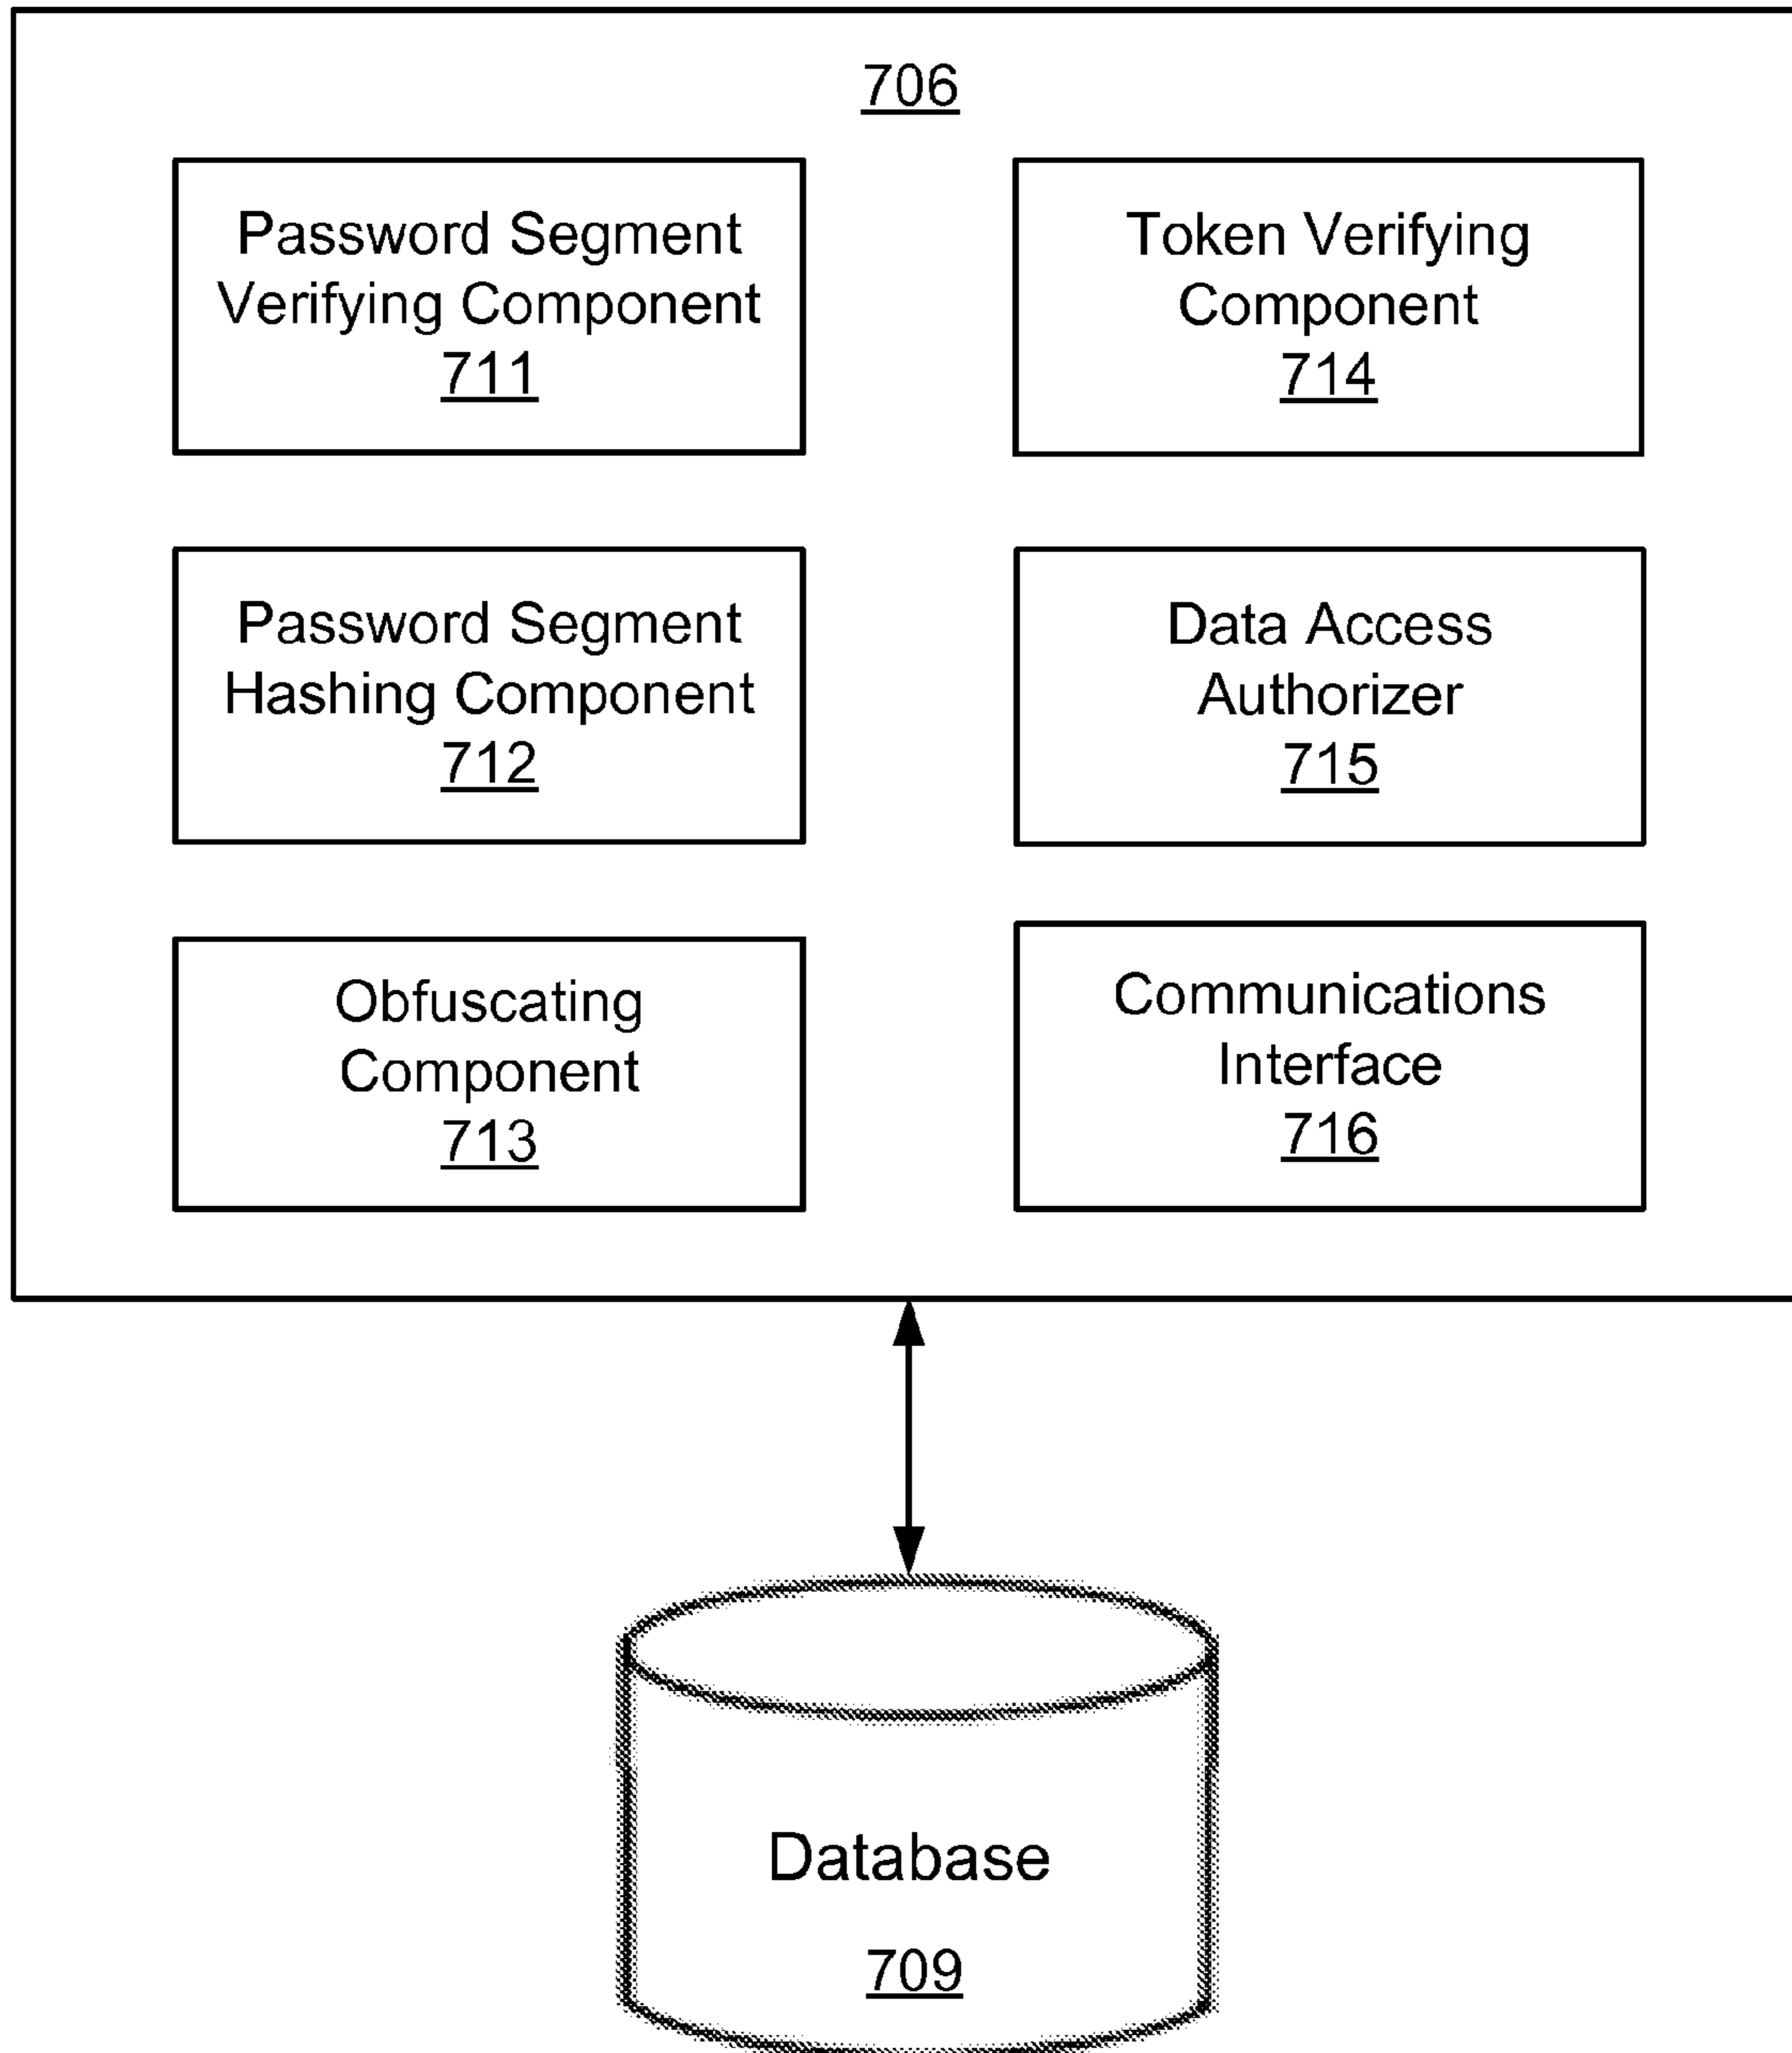 706
Password Segment
Verifying Component
711
Token Verifying
Component
714
Password Segment
Hashing Component
712
Data Access
Authorizer
715
Obfuscating
Component
713
Communications
Interface
716
Database
709